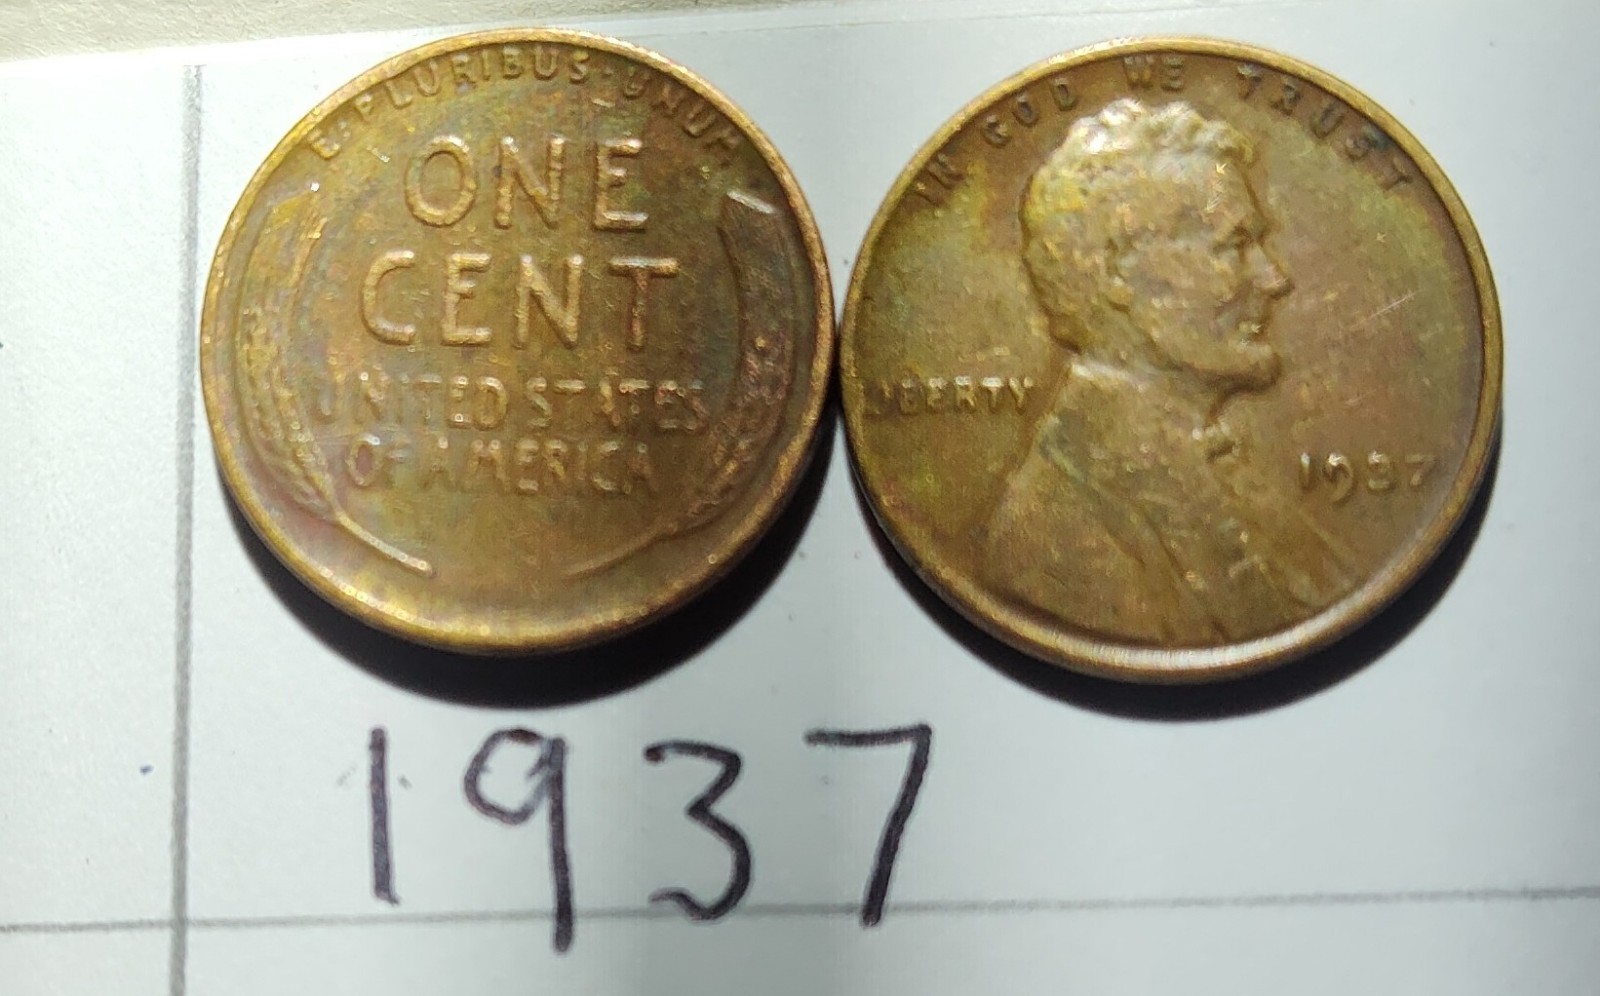 E·PLURIBUS·UNUM
ONE
CENT
UNITED STATES
OF AMERICA
IN GOD WE TRUST
LIBERTY
1937
1937